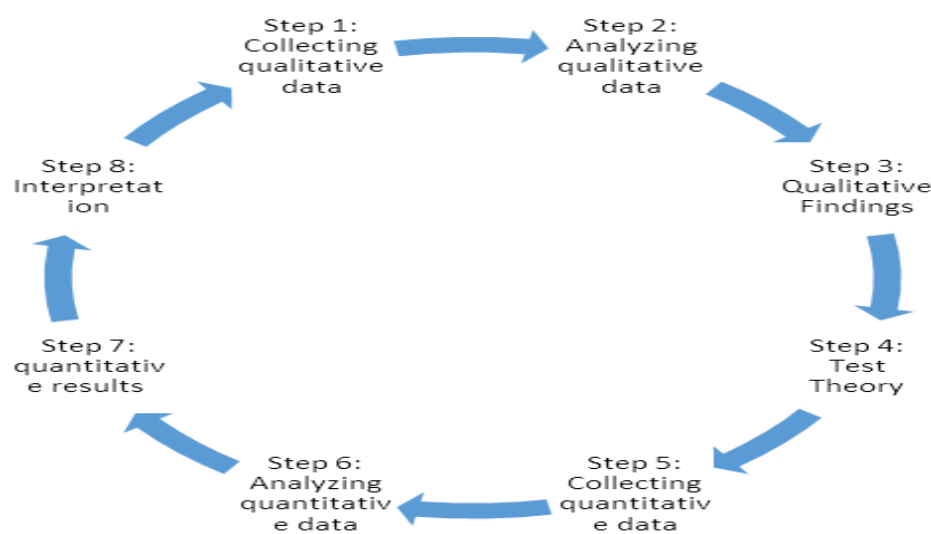 Step 1:
Collecting
qualitative
data
Step 2:
Analyzing
qualitative
data
Step 3:
Qualitative
Findings
Step 4:
Test
Theory
Step 5:
Collecting
quantitativ
e data
Step 6:
Analyzing
quantitativ
e data
Step 7:
quantitativ
e results
Step 8:
Interpretat
ion